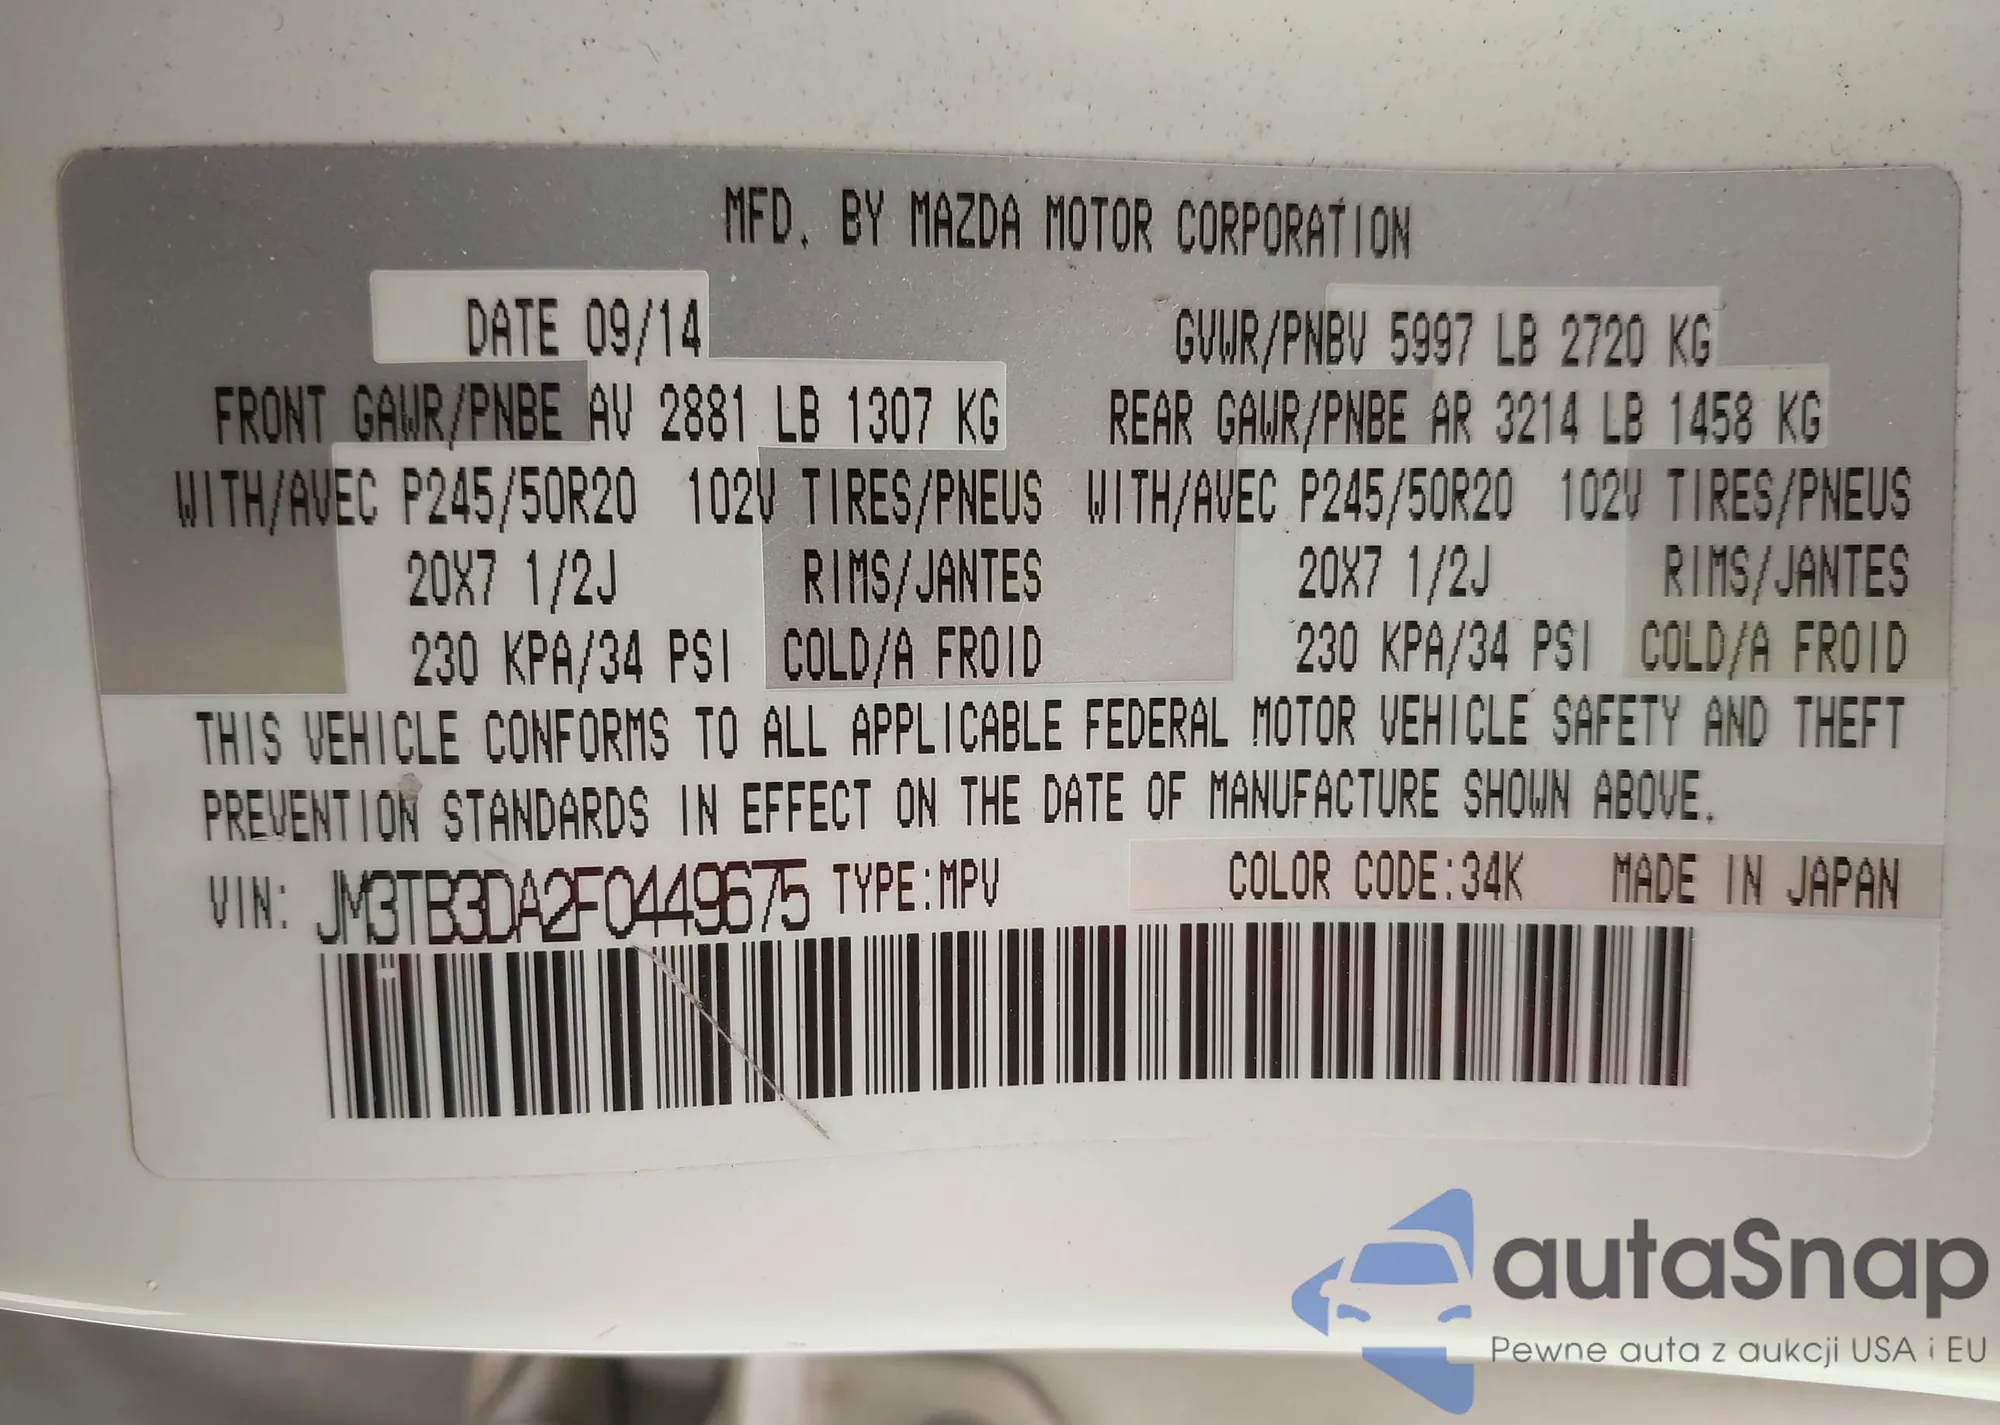 MFD. BY MAZDA MOTOR CORPORATION
DATE 09/14 GVWR/PNBV 5997 LB 2720 KG
FRONT GAWR/PNBE AV 2881 LB 1307 KG REAR GAWR/PNBE AR 3214 LB 1458 KG
WITH/AVEC P245/50R20 102V TIRES/PNEUS WITH/AVEC P245/50R20 102V TIRES/PNEUS
20X7 1/2J RIMS/JANTES 20X7 1/2J RIMS/JANTES
230 KPA/34 PSI COLD/A FROID 230 KPA/34 PSI COLD/A FROID
THIS VEHICLE CONFORMS TO ALL APPLICABLE FEDERAL MOTOR VEHICLE SAFETY AND THEFT
PREVENTION STANDARDS IN EFFECT ON THE DATE OF MANUFACTURE SHOWN ABOVE.
VIN: JM3TB3DA2F0449675 TYPE:MPV COLOR CODE:34K MADE IN JAPAN
autaSnap
Pewne auta z aukcji USA i EU